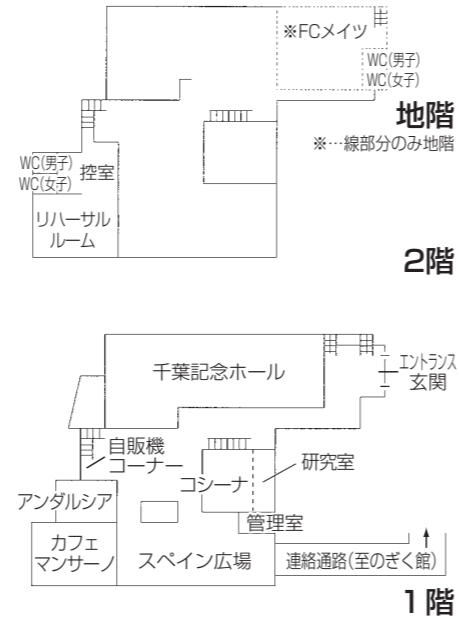 ※FCメイツ
WC(男子)
WC(女子)
地階
※…線部分のみ地階
WC(男子)
WC(女子)
控室
リハーサル
ルーム
2階
千葉記念ホール
エントランス
玄関
自販機
コーナー
コシーナ
研究室
アンダルシア
管理室
カフェ
マンサーノ
スペイン広場
連絡通路(至のぎく館)
1階